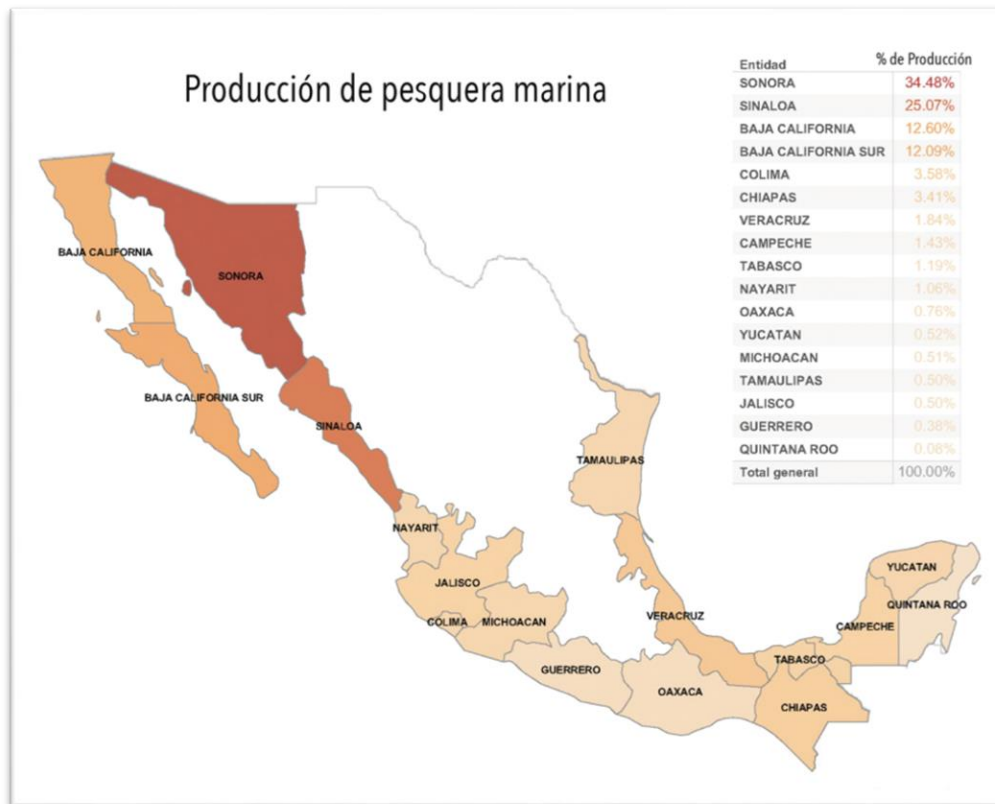 Producción de pesquera marina
Entidad % de Producción
SONORA 34.48%
SINALOA 25.07%
BAJA CALIFORNIA 12.60%
BAJA CALIFORNIA SUR 12.09%
COLIMA 3.58%
CHIAPAS 3.41%
VERACRUZ 1.84%
CAMPECHE 1.43%
TABASCO 1.19%
NAYARIT 1.06%
OAXACA 0.76%
YUCATAN 0.52%
MICHOACAN 0.51%
TAMAULIPAS 0.50%
JALISCO 0.50%
GUERRERO 0.38%
QUINTANA ROO 0.08%
Total general 100.00%
BAJA CALIFORNIA
SONORA
BAJA CALIFORNIA SUR
SINALOA
TAMAULIPAS
NAYARIT
JALISCO
COLIMA
MICHOACAN
GUERRERO
OAXACA
VERACRUZ
TABASCO
CHIAPAS
CAMPECHE
YUCATAN
QUINTANA ROO